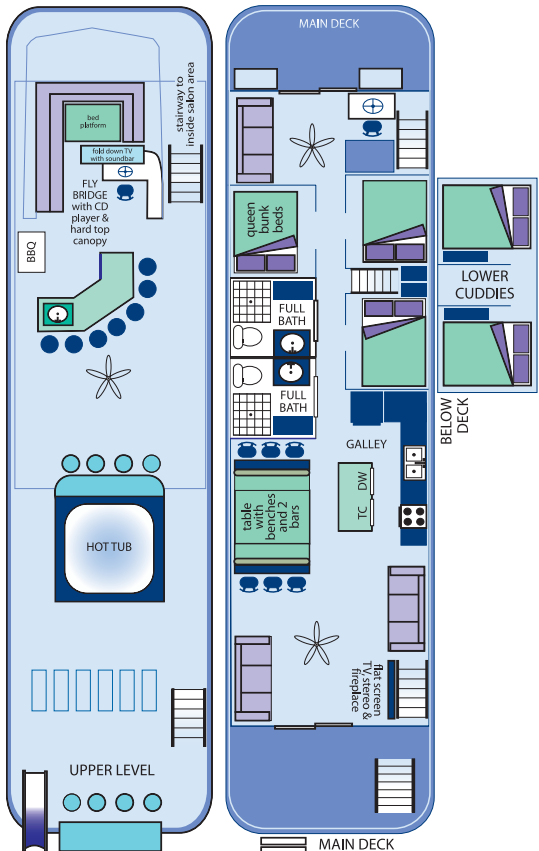 MAIN DECK
stairway to
inside salon area
bed
platform
fold down TV
with soundbar
FLY
BRIDGE
with CD
player &
hard top
canopy
BBQ
HOT TUB
UPPER LEVEL
queen
bunk
beds
FULL
BATH
FULL
BATH
LOWER
CUDDIES
BELOW
DECK
GALLEY
DW
TC
table
with
benches
and 2
bars
flat screen
TV, stereo &
fireplace
MAIN DECK